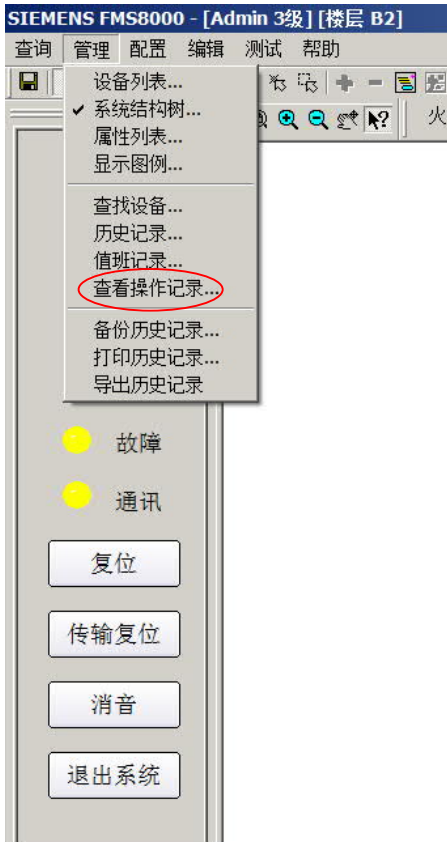 SIEMENS FMS8000 - [Admin 3级] [楼层 B2]
查询 管理 配置 编辑 测试 帮助
设备列表...
系统结构树...
属性列表...
显示图例...
火
查找设备...
历史记录...
值班记录...
查看操作记录...
备份历史记录...
打印历史记录...
导出历史记录
故障
通讯
复位
传输复位
消音
退出系统